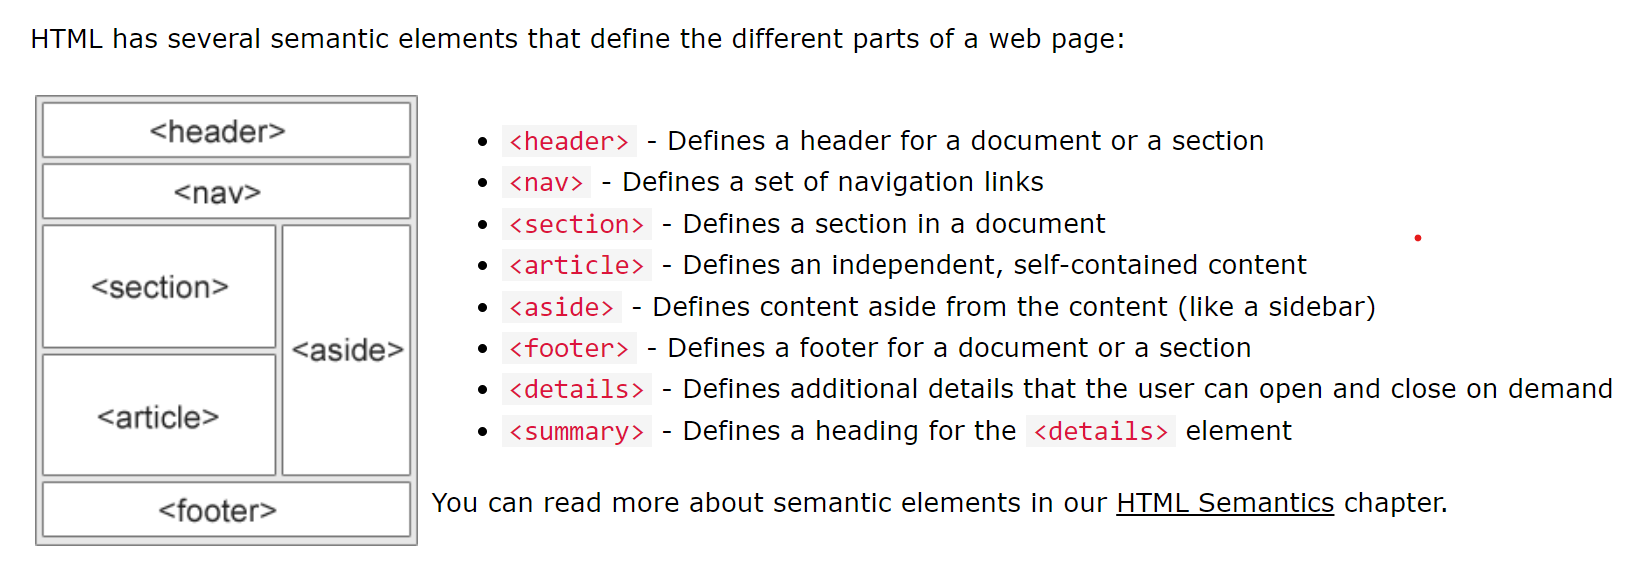 HTML has several semantic elements that define the different parts of a web page:
<header>
<nav>
<section>
<aside>
<article>
<footer>
<header> - Defines a header for a document or a section
<nav> - Defines a set of navigation links
<section> - Defines a section in a document
<article> - Defines an independent, self-contained content
<aside> - Defines content aside from the content (like a sidebar)
<footer> - Defines a footer for a document or a section
<details> - Defines additional details that the user can open and close on demand
<summary> - Defines a heading for the <details> element
You can read more about semantic elements in our HTML Semantics chapter.